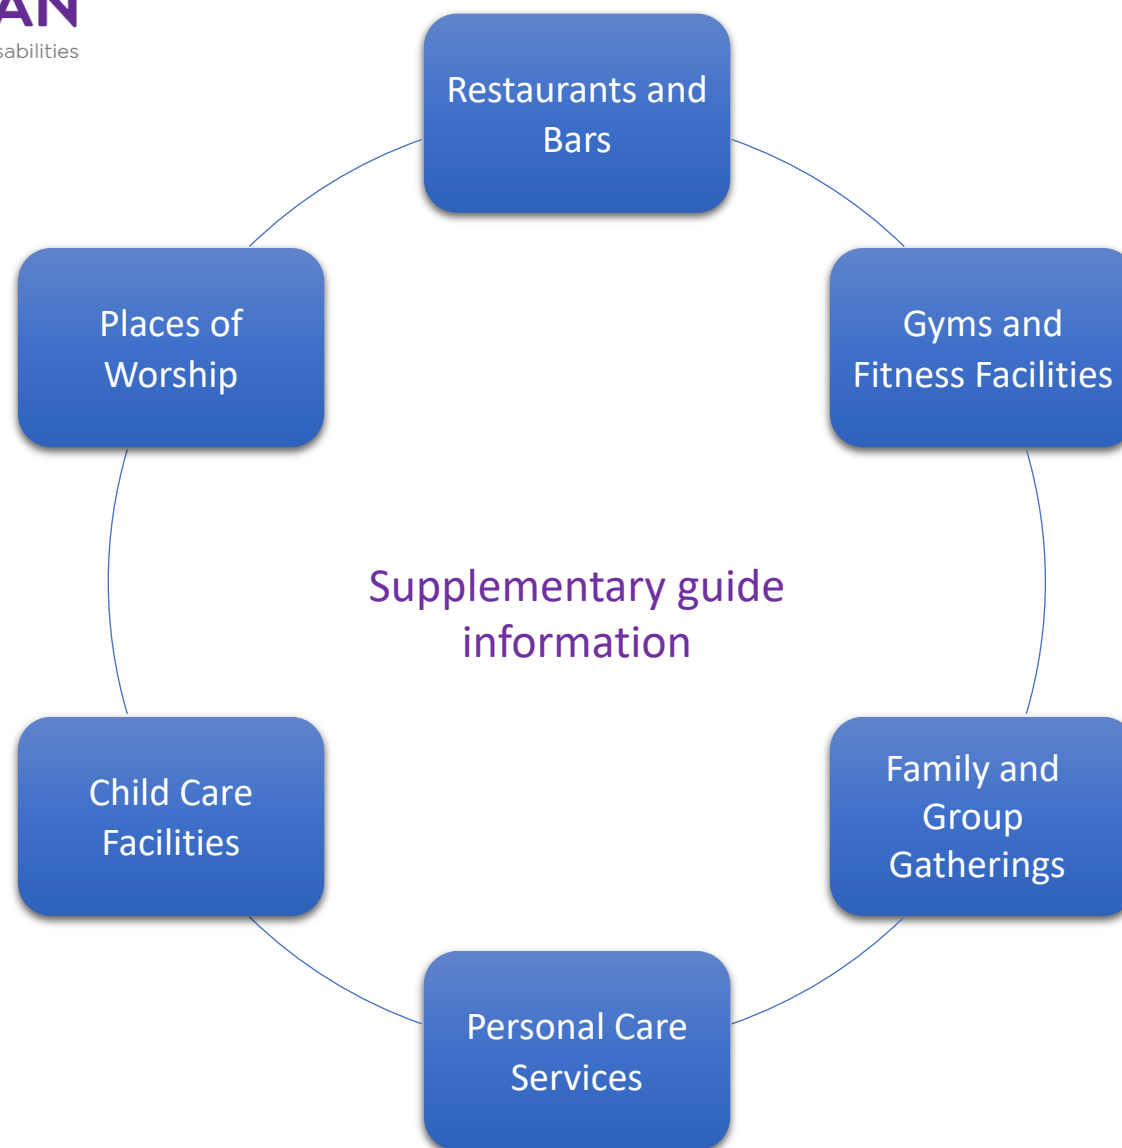 AN
sabilities
Restaurants and
Bars
Gyms and
Fitness Facilities
Family and
Group
Gatherings
Personal Care
Services
Child Care
Facilities
Places of
Worship
Supplementary guide
information